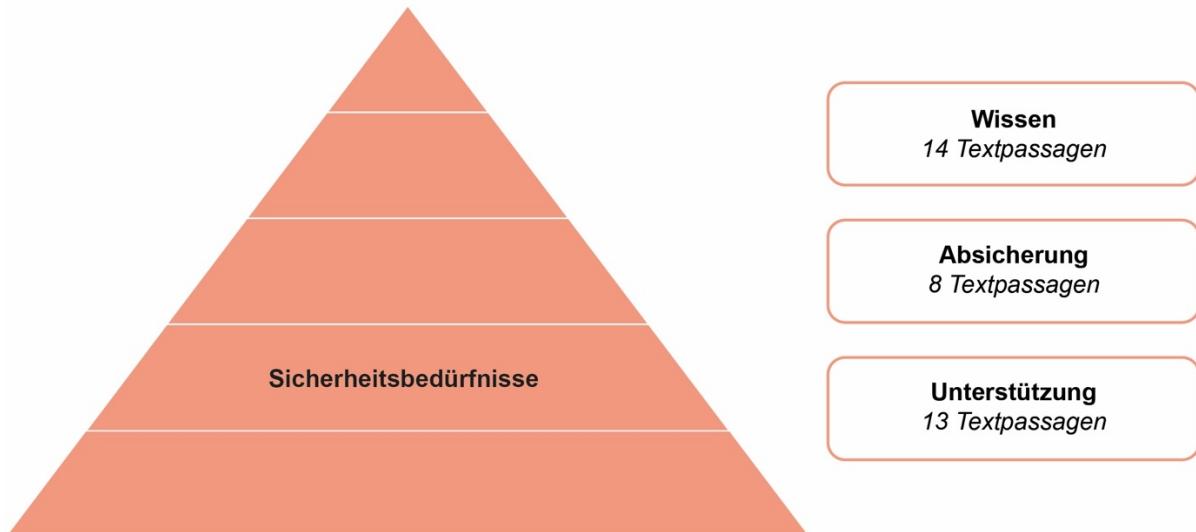 Sicherheitsbedürfnisse
Wissen
14 Textpassagen
Absicherung
8 Textpassagen
Unterstützung
13 Textpassagen